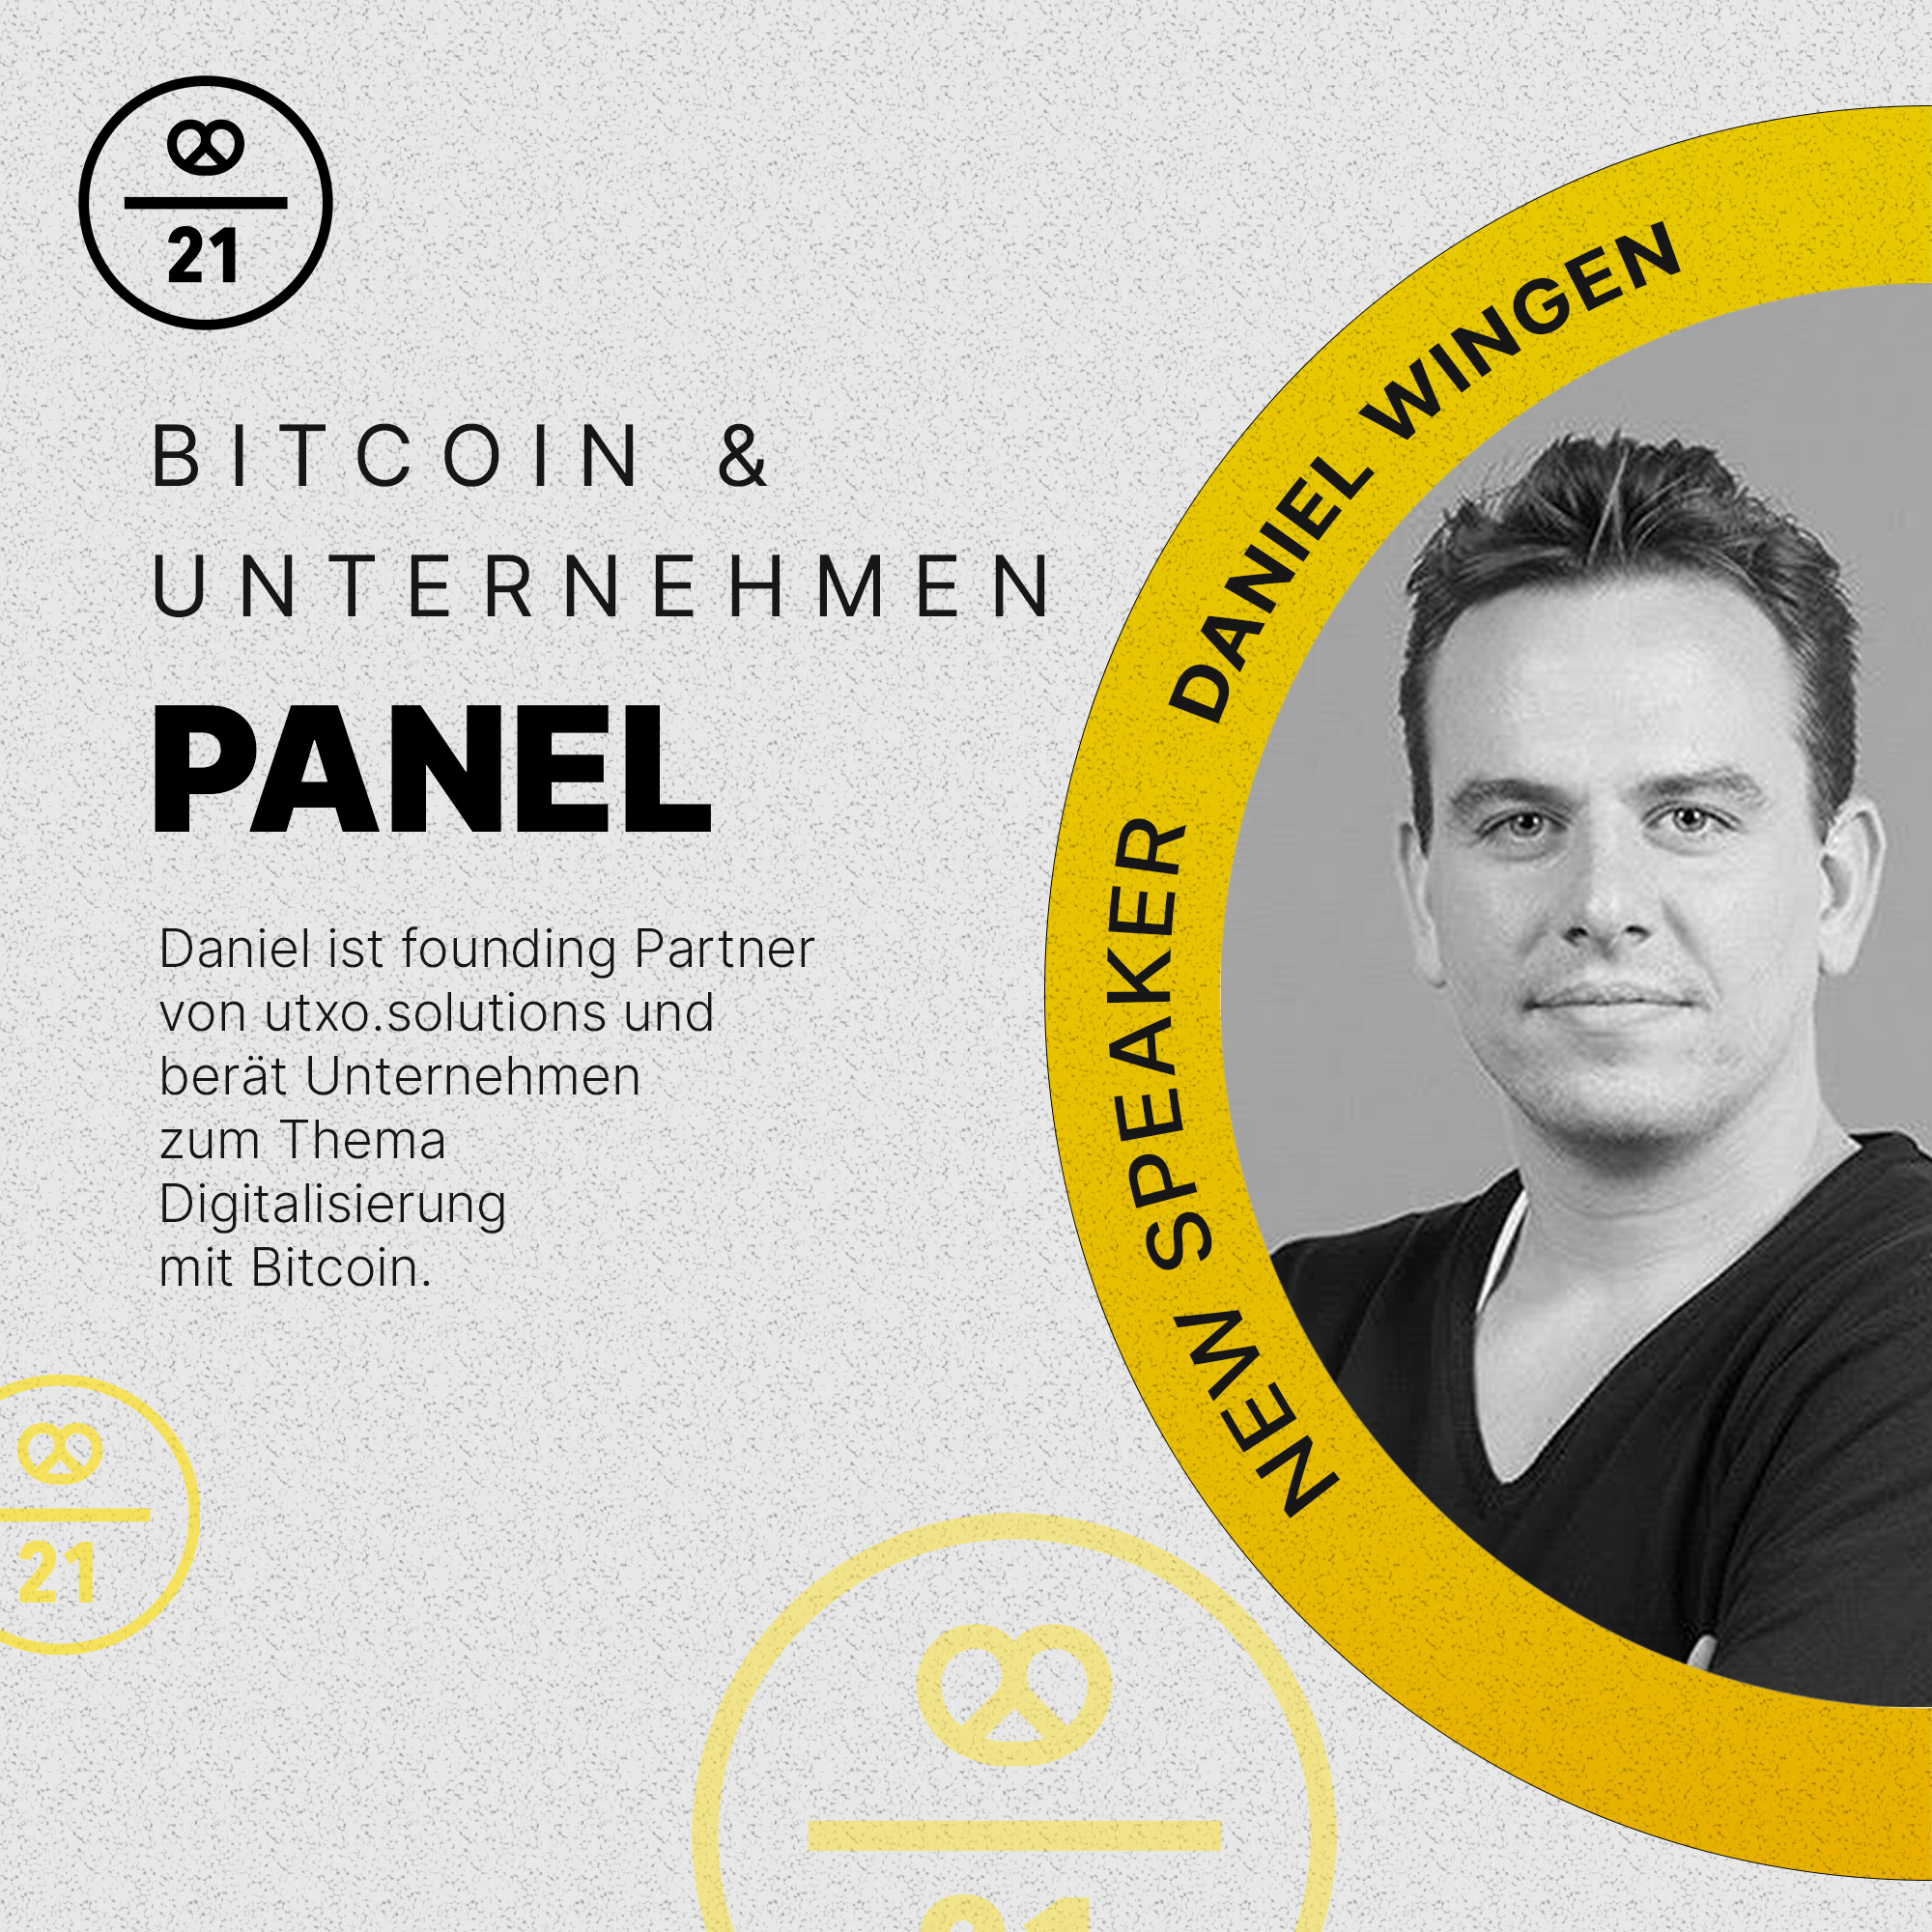 21
BITCOIN &
UNTERNEHMEN
PANEL
Daniel ist founding Partner
von utxo.solutions und
berät Unternehmen
zum Thema
Digitalisierung
mit Bitcoin.
NEW SPEAKER DANIEL WINGEN
21
21